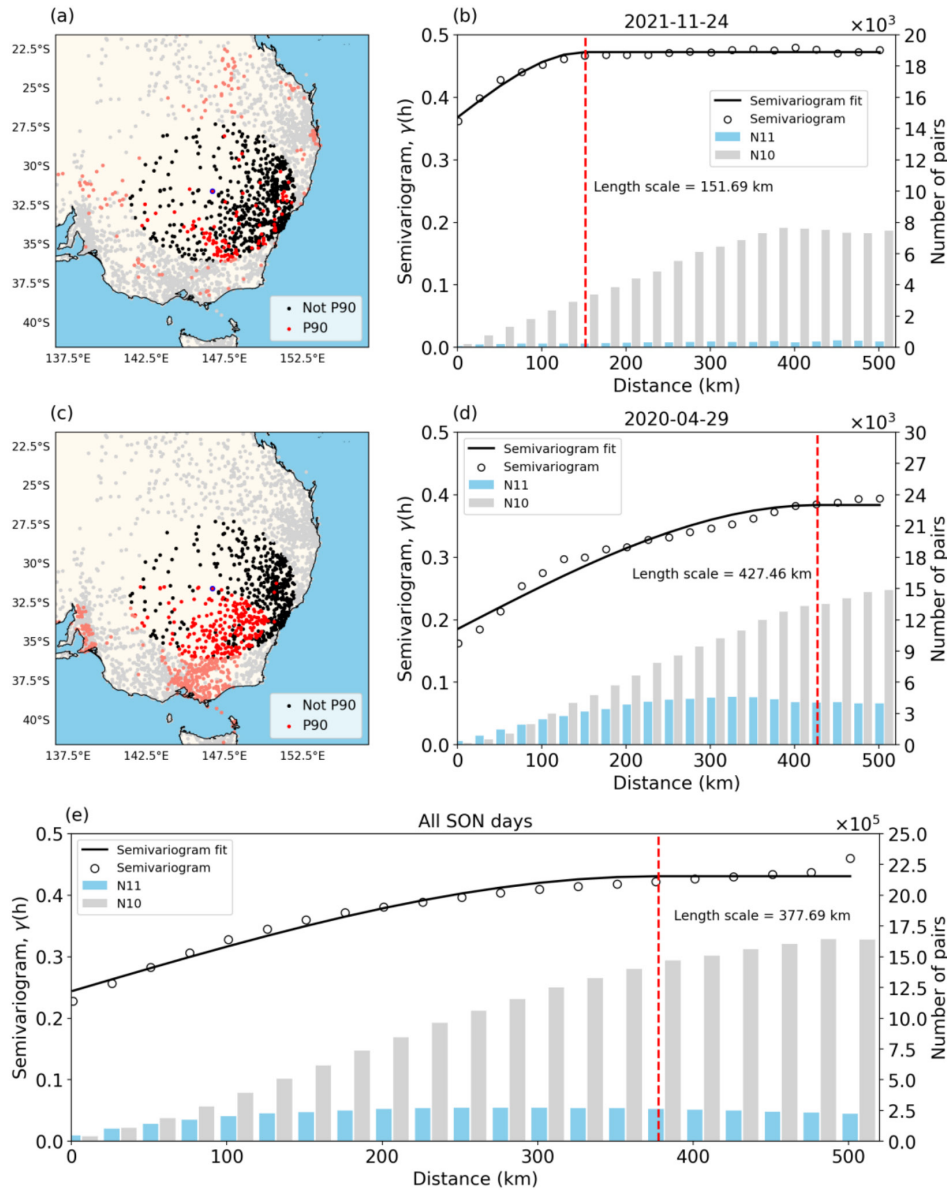 (a)
22.5°S
25°S
27.5°S
30°S
32.5°S
35°S
37.5°S
40°S
137.5°E 142.5°E 147.5°E 152.5°E
Not P90
P90
(b)
2021-11-24
×10³
Semivariogram, γ(h)
0.5
0.4
0.3
0.2
0.1
0.0
Semivariogram fit
Semivariogram
N11
N10
Length scale = 151.69 km
20
18
16
14
12
10
8
6
4
2
0
Number of pairs
0 100 200 300 400 500
Distance (km)
(c)
22.5°S
25°S
27.5°S
30°S
32.5°S
35°S
37.5°S
40°S
137.5°E 142.5°E 147.5°E 152.5°E
Not P90
P90
(d)
2020-04-29
×10³
Semivariogram, γ(h)
0.5
0.4
0.3
0.2
0.1
0.0
Semivariogram fit
Semivariogram
N11
N10
Length scale = 427.46 km
30
27
24
21
18
15
12
9
6
3
0
Number of pairs
0 100 200 300 400 500
Distance (km)
(e)
All SON days
×10⁵
Semivariogram, γ(h)
0.5
0.4
0.3
0.2
0.1
0.0
Semivariogram fit
Semivariogram
N11
N10
Length scale = 377.69 km
25.0
22.5
20.0
17.5
15.0
12.5
10.0
7.5
5.0
2.5
0.0
Number of pairs
0 100 200 300 400 500
Distance (km)